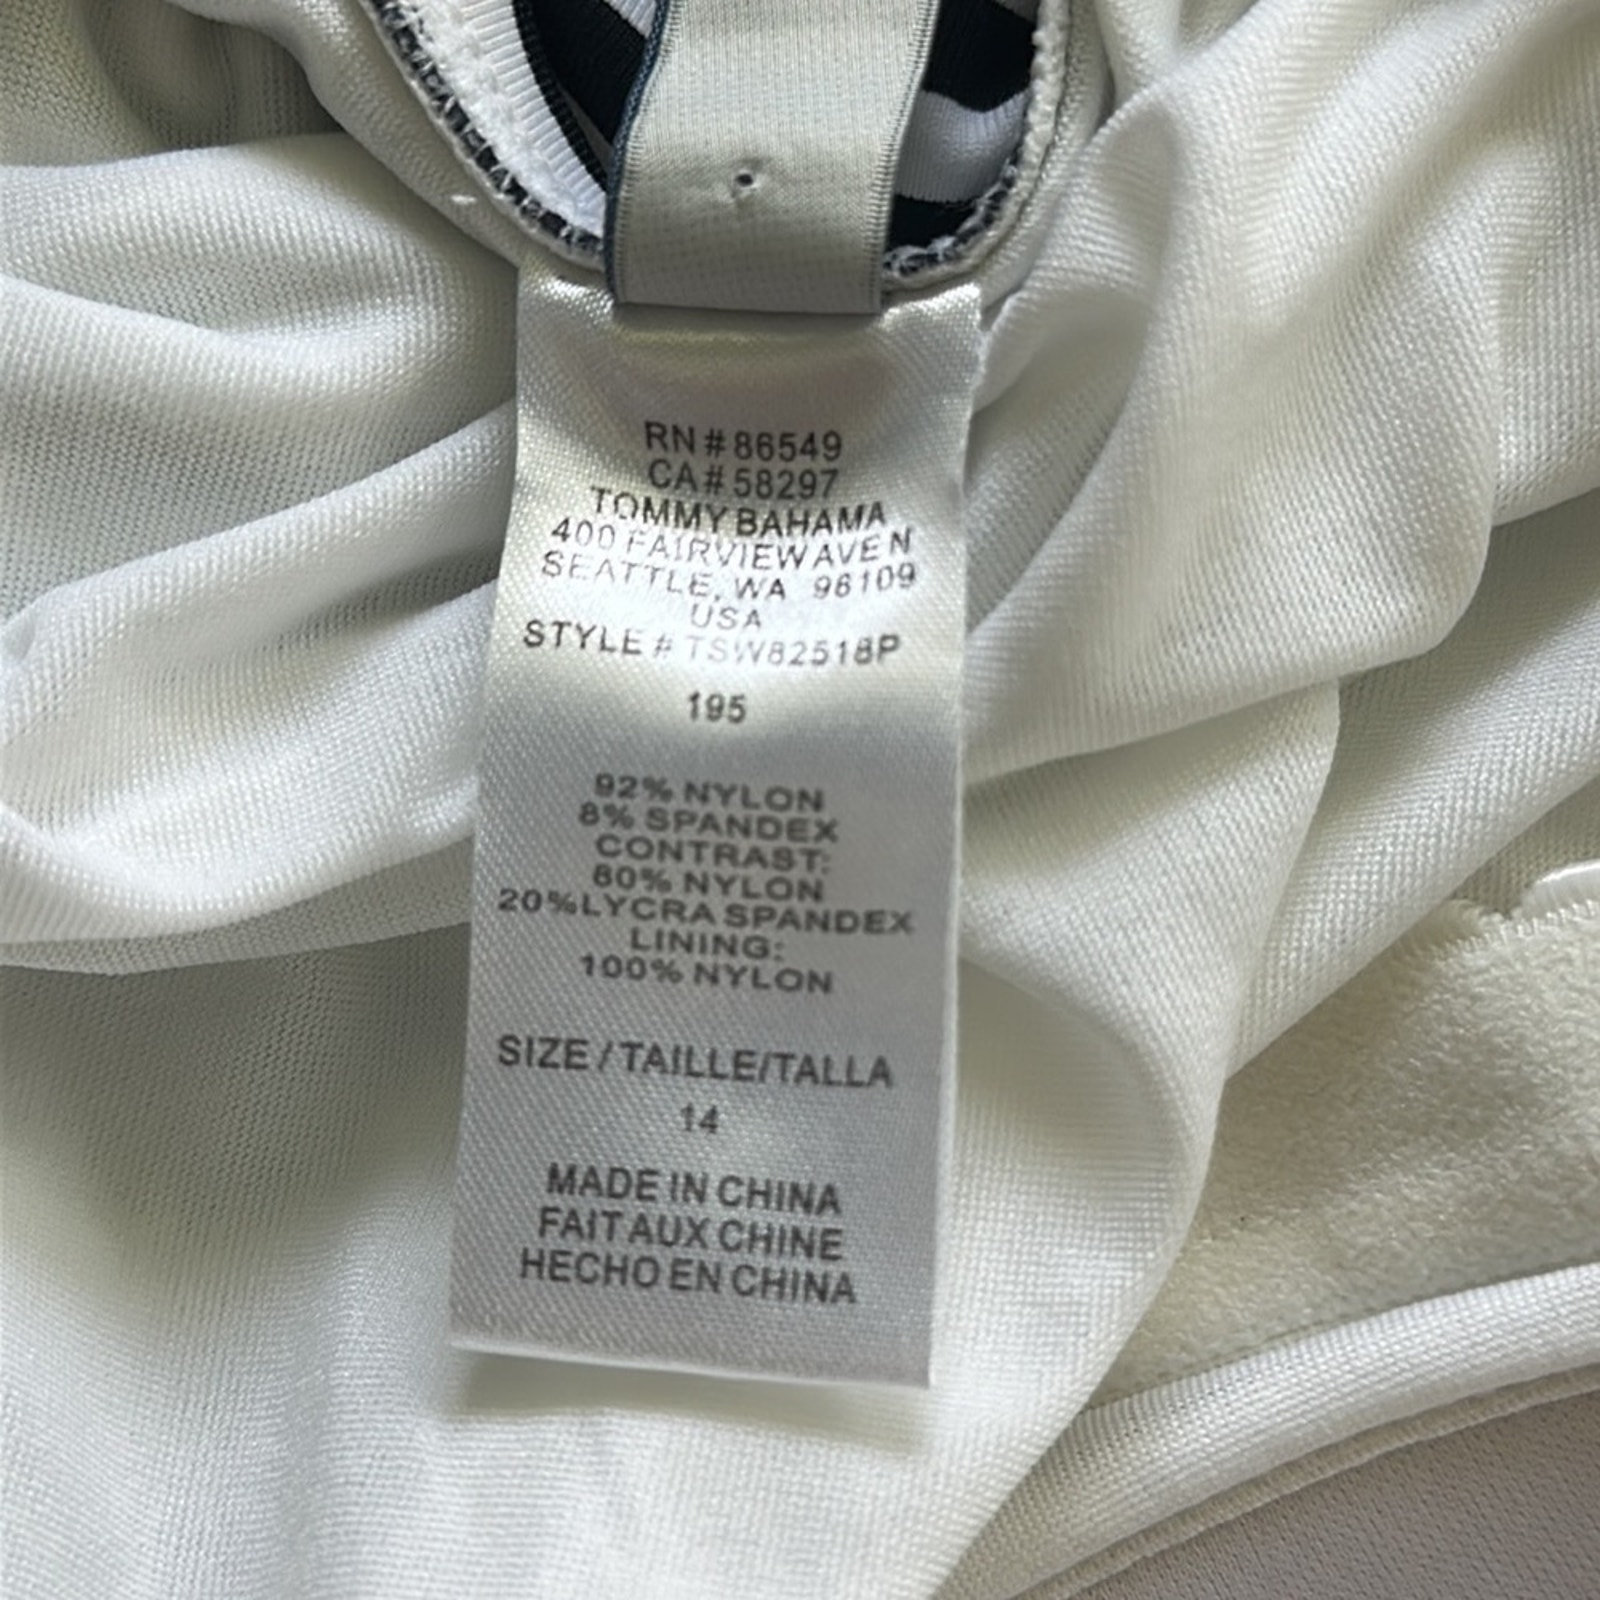 RN # 86549
CA # 58297
TOMMY BAHAMA
400 FAIRVIEW AVE N
SEATTLE, WA 98109
USA
STYLE # TSW82518P
195
92% NYLON
8% SPANDEX
CONTRAST:
80% NYLON
20% LYCRA SPANDEX
LINING:
100% NYLON
SIZE / TAILLE/TALLA
14
MADE IN CHINA
FAIT AUX CHINE
HECHO EN CHINA